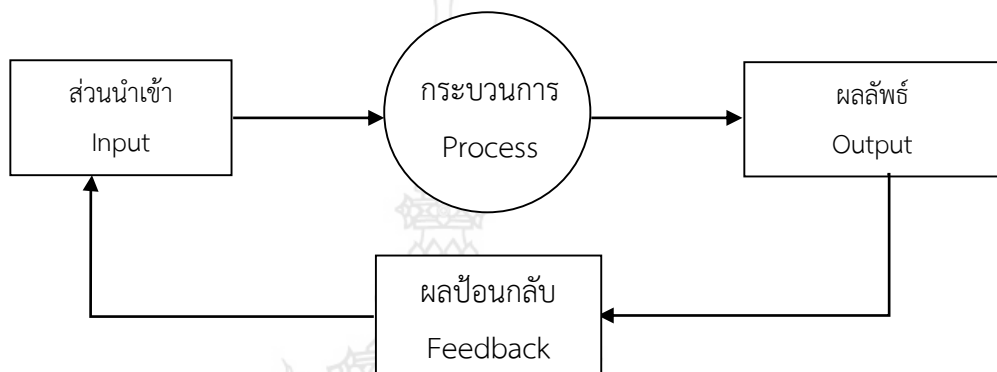 ส่วนนำเข้า
Input
กระบวนการ
Process
ผลลัพธ์
Output
ผลป้อนกลับ
Feedback